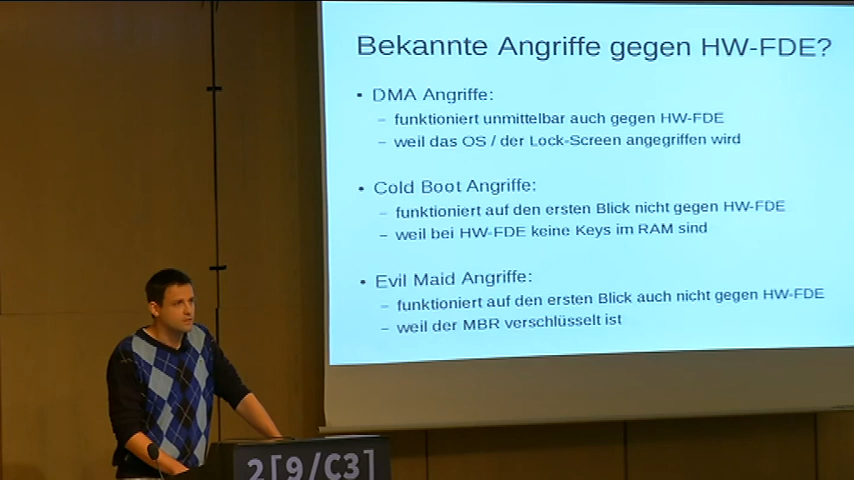 Bekannte Angriffe gegen HW-FDE?
• DMA Angriffe:
– funktioniert unmittelbar auch gegen HW-FDE
– weil das OS / der Lock-Screen angegriffen wird
• Cold Boot Angriffe:
– funktioniert auf den ersten Blick nicht gegen HW-FDE
– weil bei HW-FDE keine Keys im RAM sind
• Evil Maid Angriffe:
– funktioniert auf den ersten Blick auch nicht gegen HW-FDE
– weil der MBR verschlüsselt ist
2[9/C3]